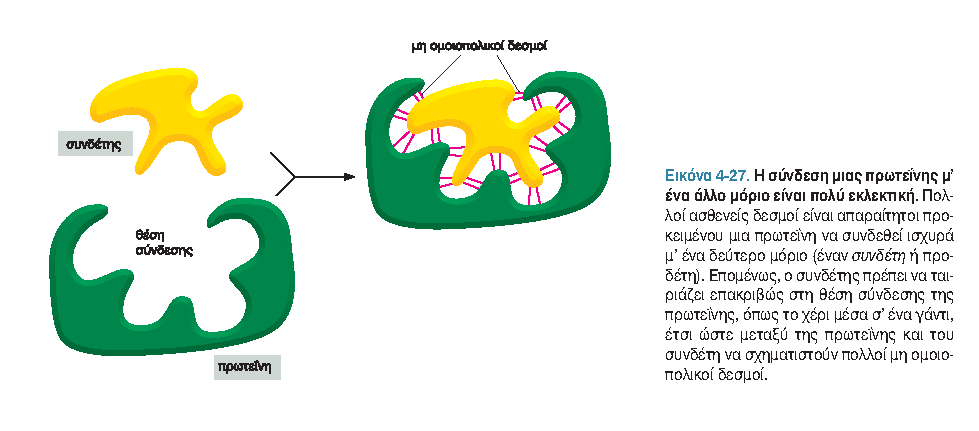 μη ομοιοπολικοί δεσμοί
συνδέτης
θέση
σύνδεσης
πρωτεΐνη
Εικόνα 4-27. Η σύνδεση μιας πρωτεΐνης μ'
ένα άλλο μόριο είναι πολύ εκλεκτική. Πολ-
λοί ασθενείς δεσμοί είναι απαραίτητοι προ-
κειμένου μια πρωτεΐνη να συνδεθεί ισχυρά
μ' ένα δεύτερο μόριο (έναν συνδέτη ή προ-
δέτη). Επομένως, ο συνδέτης πρέπει να ται-
ριάζει επακριβώς στη θέση σύνδεσης της
πρωτεΐνης, όπως το χέρι μέσα σ' ένα γάντι,
έτσι ώστε μεταξύ της πρωτεΐνης και του
συνδέτη να σχηματιστούν πολλοί μη ομοιο-
πολικοί δεσμοί.